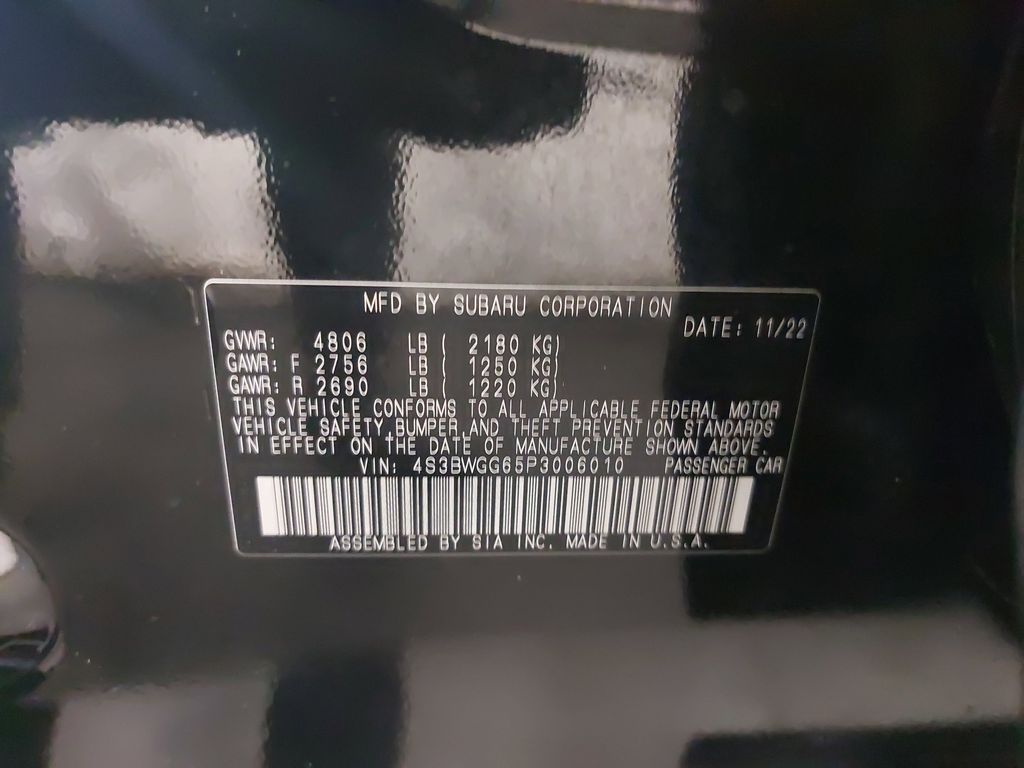 MFD BY SUBARU CORPORATION
DATE: 11/22
GVWR: 4806 LB ( 2180 KG)
GAWR: F 2756 LB ( 1250 KG)
GAWR: R 2690 LB ( 1220 KG)
THIS VEHICLE CONFORMS TO ALL APPLICABLE FEDERAL MOTOR
VEHICLE SAFETY, BUMPER, AND THEFT PREVENTION STANDARDS
IN EFFECT ON THE DATE OF MANUFACTURE SHOWN ABOVE.
VIN: 4S3BWGG65P3006010 PASSENGER CAR
ASSEMBLED BY SIA INC. MADE IN U.S.A.